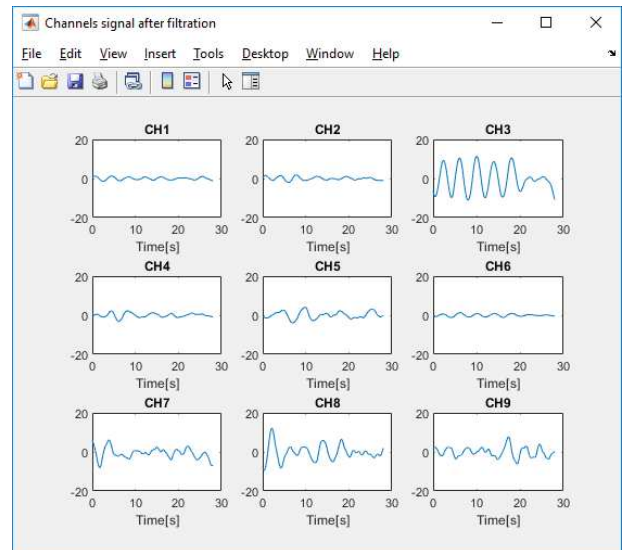 Channels signal after filtration
File Edit View Insert Tools Desktop Window Help
CH1 CH2 CH3
20 20 20
0 0 0
-20 -20 -20
0 10 20 30 0 10 20 30 0 10 20 30
Time[s] Time[s] Time[s]
CH4 CH5 CH6
20 20 20
0 0 0
-20 -20 -20
0 10 20 30 0 10 20 30 0 10 20 30
Time[s] Time[s] Time[s]
CH7 CH8 CH9
20 20 20
0 0 0
-20 -20 -20
0 10 20 30 0 10 20 30 0 10 20 30
Time[s] Time[s] Time[s]